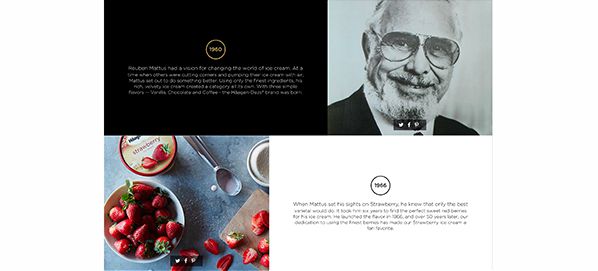 1960
Reuben Mattus had a vision for changing the world of ice cream. At a
time when others were cutting corners and pumping their ice cream with air,
Mattus set out to do something better. Using only the finest ingredients, his
rich, velvety ice cream created a category all its own. With three simple
flavors — Vanilla, Chocolate and Coffee - the Häagen-Dazs® brand was born.
strawberry
1966
When Mattus set his sights on Strawberry, he knew that only the best
varietal would do. It took him six years to find the perfect sweet red berries
for his ice cream. He launched the flavor in 1966, and over 50 years later, our
dedication to using the finest berries has made our Strawberry ice cream a
fan favorite.